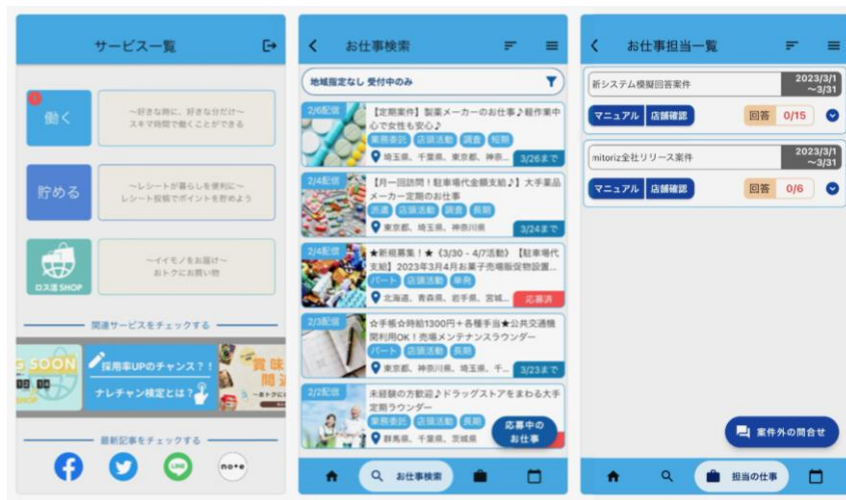 サービス一覧
働く
～好きな時に、好きな分だけ～
スキマ時間で働くことができる
貯める
～レシートが暮らしを便利に～
レシート投稿でポイントを貯めよう
ロス逃 SHOP
～イイモノをお届け～
おトクにお買い物
関連サービスをチェックする
採用率UPのチャンス？！
ナレチャン検定とは？
最新記事をチェックする
LINE
note
お仕事検索
地域指定なし 受付中のみ
2/6配信
【定期案件】製薬メーカーのお仕事♪軽作業中
心で女性も安心♪
業務委託 店頭活動 調査 短期
埼玉県、千葉県、東京都、神奈...
3/26まで
2/4配信
【月一回訪問！駐車場代金額支給♪】大手薬品
メーカー定期のお仕事
派遣 店頭活動 調査 長期
東京都、埼玉県、神奈川県
3/24まで
2/4配信
★新規募集！★《3/30 - 4/7活動》【駐車場代
支給】2023年3月4月お菓子売場販促物設置...
パート 店頭活動 単発
北海道、青森県、岩手県、宮城...
応募済
2/3配信
☆手帳☆時給1300円＋各種手当★公共交通機
関利用OK！売場メンテナンスラウンダー
パート 店頭活動 長期
東京都、神奈川県、埼玉県、千...
3/23まで
2/2配信
未経験の方歓迎♪ドラッグストアをまわる大手
定期ラウンダー
業務委託 店頭活動 長期
群馬県、千葉県、茨城県
応募中の
お仕事
お仕事検索
お仕事担当一覧
新システム模擬回答案件
2023/3/1
～3/31
マニュアル 店舗確認 回答 0/15
mitoriz全社リリース案件
2023/3/1
～3/31
マニュアル 店舗確認 回答 0/6
案件外の問合せ
担当の仕事